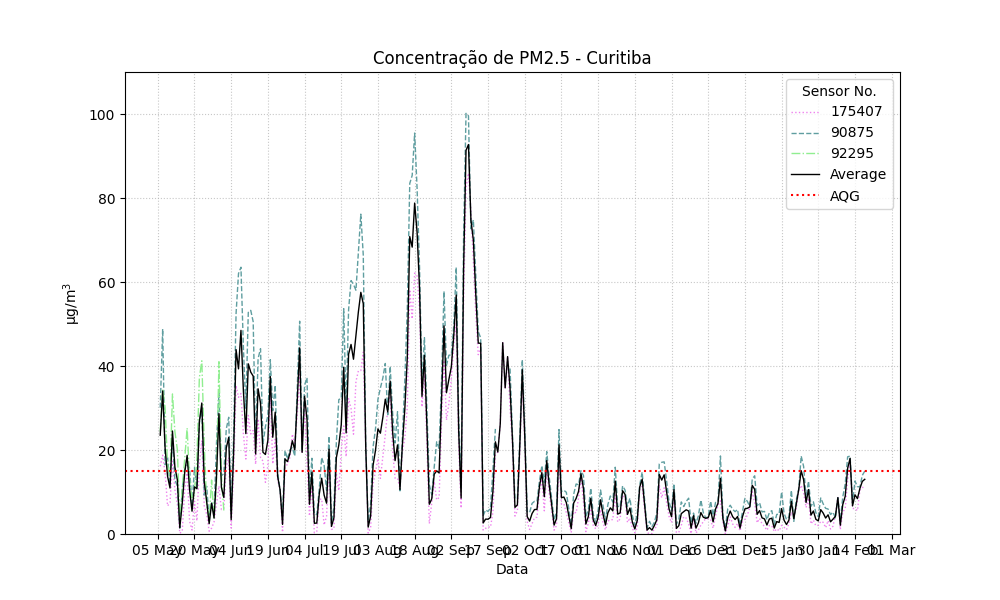 Concentração de PM2.5 - Curitiba
Sensor No.
175407
90875
92295
Average
AQG
100
80
60
40
20
0
µg/m³
05 May 20 May 04 Jun 19 Jun 04 Jul 19 Jul 03 Aug 18 Aug 02 Sep 17 Sep 02 Oct 17 Oct 01 Nov 16 Nov 01 Dec 16 Dec 31 Dec 15 Jan 30 Jan 14 Feb 01 Mar
Data